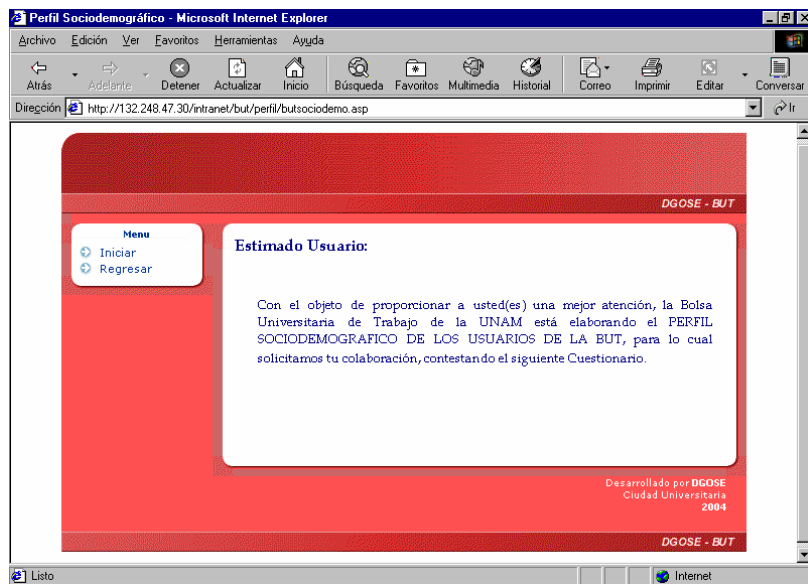 Perfil Sociodemográfico - Microsoft Internet Explorer
Archivo Edición Ver Favoritos Herramientas Ayuda
Atrás Adelante Detener Actualizar Inicio Búsqueda Favoritos Multimedia Historial Correo Imprimir Editar Conversar
Dirección http://132.248.47.30/intranet/but/perfil/butsociodemo.asp Ir
DGOSE - BUT
Menu
Iniciar
Regresar
Estimado Usuario:
Con el objeto de proporcionar a usted(es) una mejor atención, la Bolsa
Universitaria de Trabajo de la UNAM está elaborando el PERFIL
SOCIODEMOGRAFICO DE LOS USUARIOS DE LA BUT, para lo cual
solicitamos tu colaboración, contestando el siguiente Cuestionario.
Desarrollado por DGOSE
Ciudad Universitaria
2004
DGOSE - BUT
Listo Internet